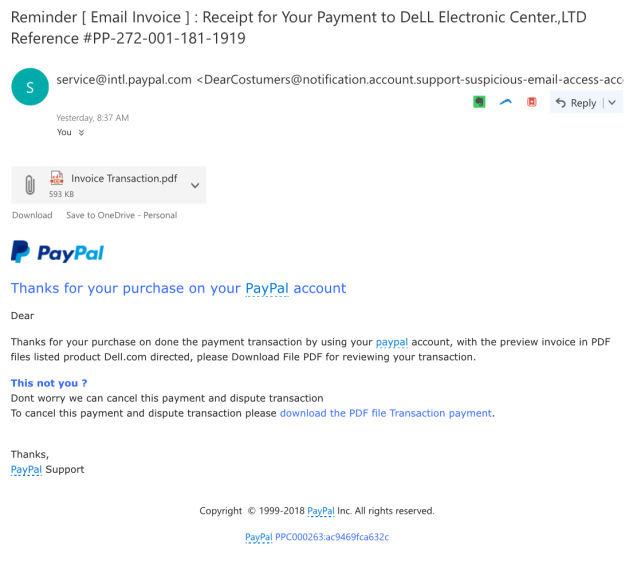 Reminder [ Email Invoice ] : Receipt for Your Payment to DeLL Electronic Center.,LTD
Reference #PP-272-001-181-1919
S
service@intl.paypal.com <DearCostumers@notification.account.support-suspicious-email-access-acc
Reply
Yesterday, 8:37 AM
You
Invoice Transaction.pdf
593 KB
Download Save to OneDrive - Personal
PayPal
Thanks for your purchase on your PayPal account
Dear
Thanks for your purchase on done the payment transaction by using your paypal account, with the preview invoice in PDF
files listed product Dell.com directed, please Download File PDF for reviewing your transaction.
This not you ?
Dont worry we can cancel this payment and dispute transaction
To cancel this payment and dispute transaction please download the PDF file Transaction payment.
Thanks,
PayPal Support
Copyright © 1999-2018 PayPal Inc. All rights reserved.
PayPal PPC000263:ac9469fca632c